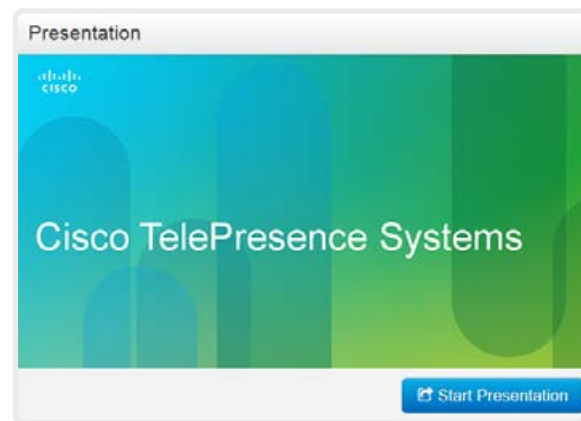 Presentation
CISCO
Cisco TelePresence Systems
Start Presentation